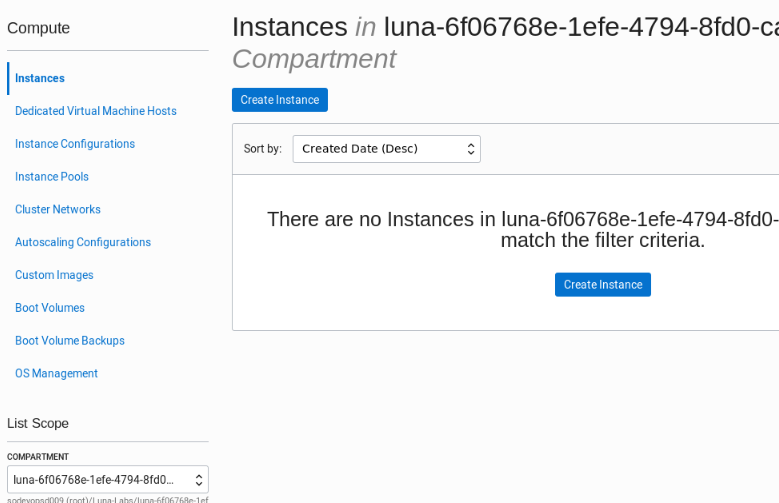 Compute
Instances
Dedicated Virtual Machine Hosts
Instance Configurations
Instance Pools
Cluster Networks
Autoscaling Configurations
Custom Images
Boot Volumes
Boot Volume Backups
OS Management
List Scope
COMPARTMENT
luna-6f06768e-1efe-4794-8fd0...
sodevopsd009 (root)/Luna-Labs/luna-6f06768e-1ef
Instances in luna-6f06768e-1efe-4794-8fd0-ca
Compartment
Create Instance
Sort by: Created Date (Desc)
There are no Instances in luna-6f06768e-1efe-4794-8fd0-
match the filter criteria.
Create Instance